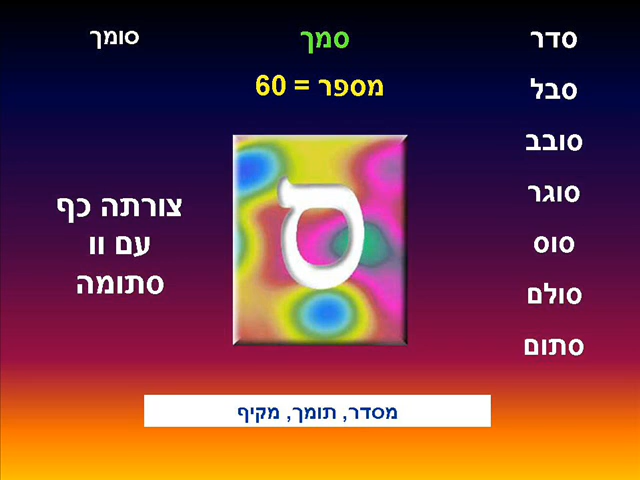 סדר
סבל
סובב
סוגר
סוס
סולם
סתום
סמך
מספר = 60
ס
סומך
צורתה כף
עם וו
סתומה
מסדר, תומך, מקיף